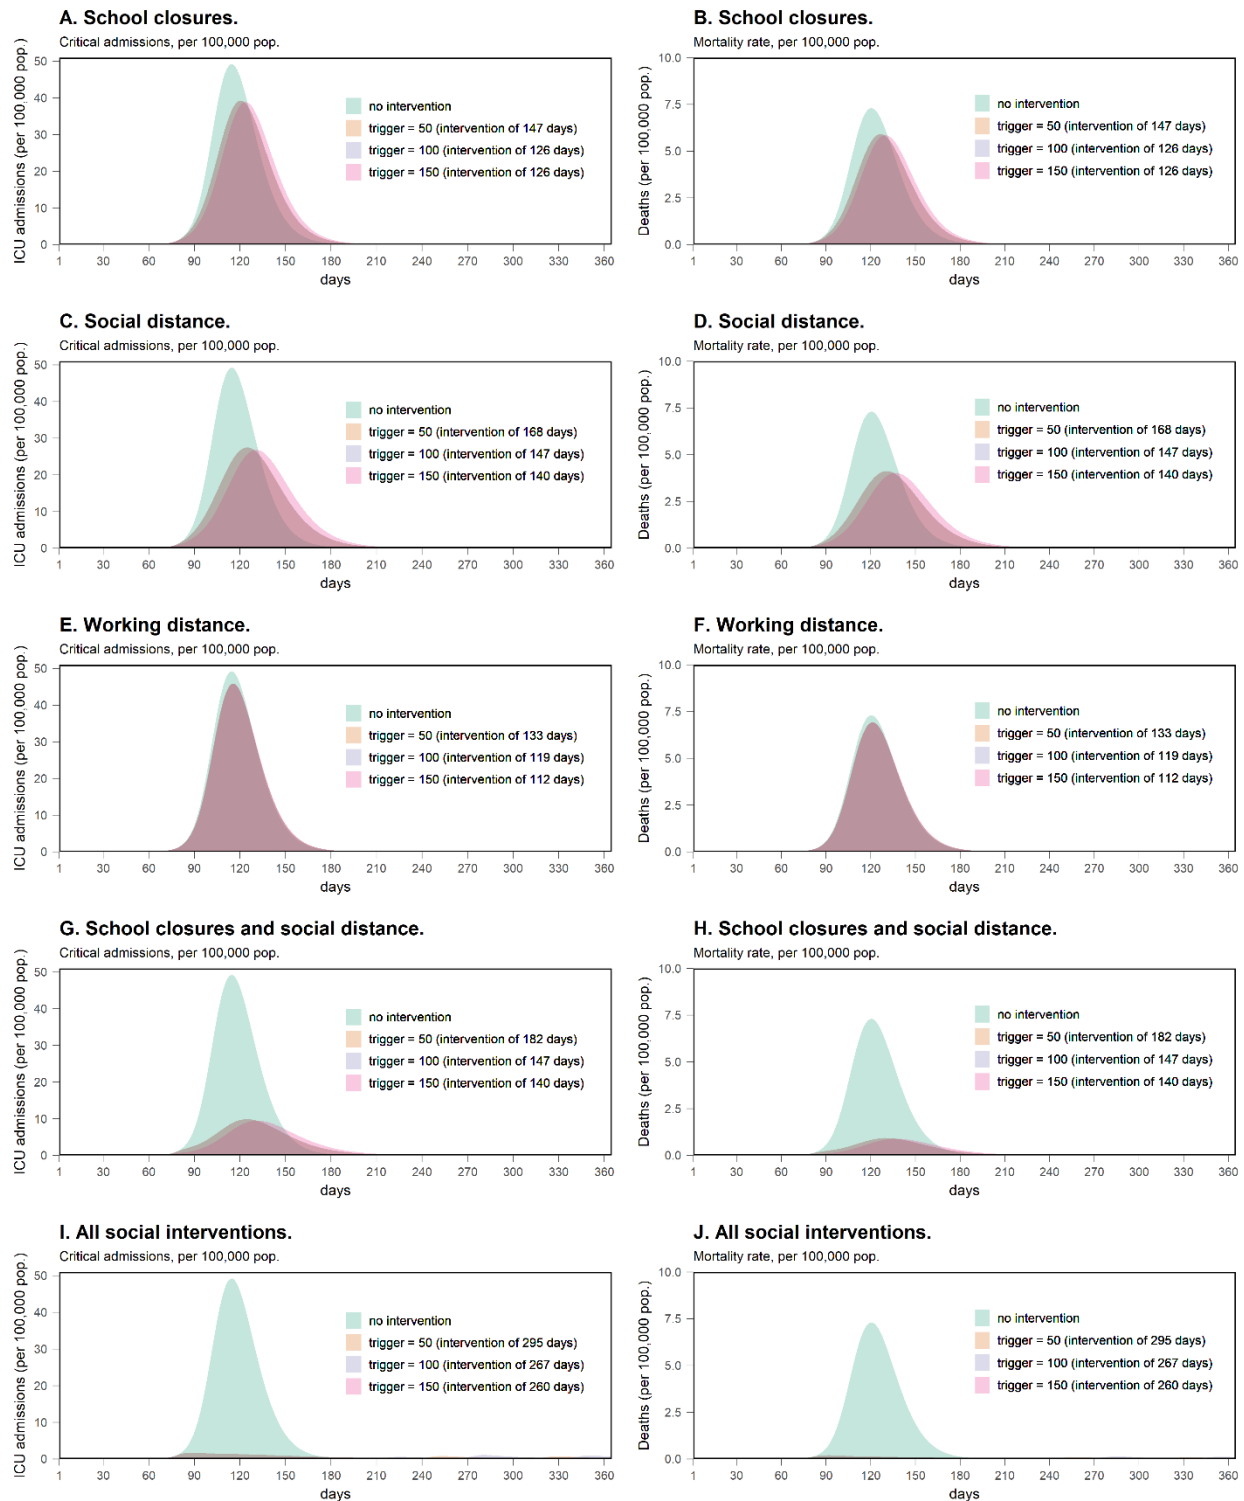 A. School closures.
Critical admissions, per 100,000 pop.
ICU admissions (per 100,000 pop.)
50
40
30
20
10
0
no intervention
trigger = 50 (intervention of 147 days)
trigger = 100 (intervention of 126 days)
trigger = 150 (intervention of 126 days)
1 30 60 90 120 150 180 210 240 270 300 330 360
days
B. School closures.
Mortality rate, per 100,000 pop.
Deaths (per 100,000 pop.)
10.0
7.5
5.0
2.5
0.0
no intervention
trigger = 50 (intervention of 147 days)
trigger = 100 (intervention of 126 days)
trigger = 150 (intervention of 126 days)
1 30 60 90 120 150 180 210 240 270 300 330 360
days
C. Social distance.
Critical admissions, per 100,000 pop.
ICU admissions (per 100,000 pop.)
50
40
30
20
10
0
no intervention
trigger = 50 (intervention of 168 days)
trigger = 100 (intervention of 147 days)
trigger = 150 (intervention of 140 days)
1 30 60 90 120 150 180 210 240 270 300 330 360
days
D. Social distance.
Mortality rate, per 100,000 pop.
Deaths (per 100,000 pop.)
10.0
7.5
5.0
2.5
0.0
no intervention
trigger = 50 (intervention of 168 days)
trigger = 100 (intervention of 147 days)
trigger = 150 (intervention of 140 days)
1 30 60 90 120 150 180 210 240 270 300 330 360
days
E. Working distance.
Critical admissions, per 100,000 pop.
ICU admissions (per 100,000 pop.)
50
40
30
20
10
0
no intervention
trigger = 50 (intervention of 133 days)
trigger = 100 (intervention of 119 days)
trigger = 150 (intervention of 112 days)
1 30 60 90 120 150 180 210 240 270 300 330 360
days
F. Working distance.
Mortality rate, per 100,000 pop.
Deaths (per 100,000 pop.)
10.0
7.5
5.0
2.5
0.0
no intervention
trigger = 50 (intervention of 133 days)
trigger = 100 (intervention of 119 days)
trigger = 150 (intervention of 112 days)
1 30 60 90 120 150 180 210 240 270 300 330 360
days
G. School closures and social distance.
Critical admissions, per 100,000 pop.
ICU admissions (per 100,000 pop.)
50
40
30
20
10
0
no intervention
trigger = 50 (intervention of 182 days)
trigger = 100 (intervention of 147 days)
trigger = 150 (intervention of 140 days)
1 30 60 90 120 150 180 210 240 270 300 330 360
days
H. School closures and social distance.
Mortality rate, per 100,000 pop.
Deaths (per 100,000 pop.)
10.0
7.5
5.0
2.5
0.0
no intervention
trigger = 50 (intervention of 182 days)
trigger = 100 (intervention of 147 days)
trigger = 150 (intervention of 140 days)
1 30 60 90 120 150 180 210 240 270 300 330 360
days
I. All social interventions.
Critical admissions, per 100,000 pop.
ICU admissions (per 100,000 pop.)
50
40
30
20
10
0
no intervention
trigger = 50 (intervention of 295 days)
trigger = 100 (intervention of 267 days)
trigger = 150 (intervention of 260 days)
1 30 60 90 120 150 180 210 240 270 300 330 360
days
J. All social interventions.
Mortality rate, per 100,000 pop.
Deaths (per 100,000 pop.)
10.0
7.5
5.0
2.5
0.0
no intervention
trigger = 50 (intervention of 295 days)
trigger = 100 (intervention of 267 days)
trigger = 150 (intervention of 260 days)
1 30 60 90 120 150 180 210 240 270 300 330 360
days